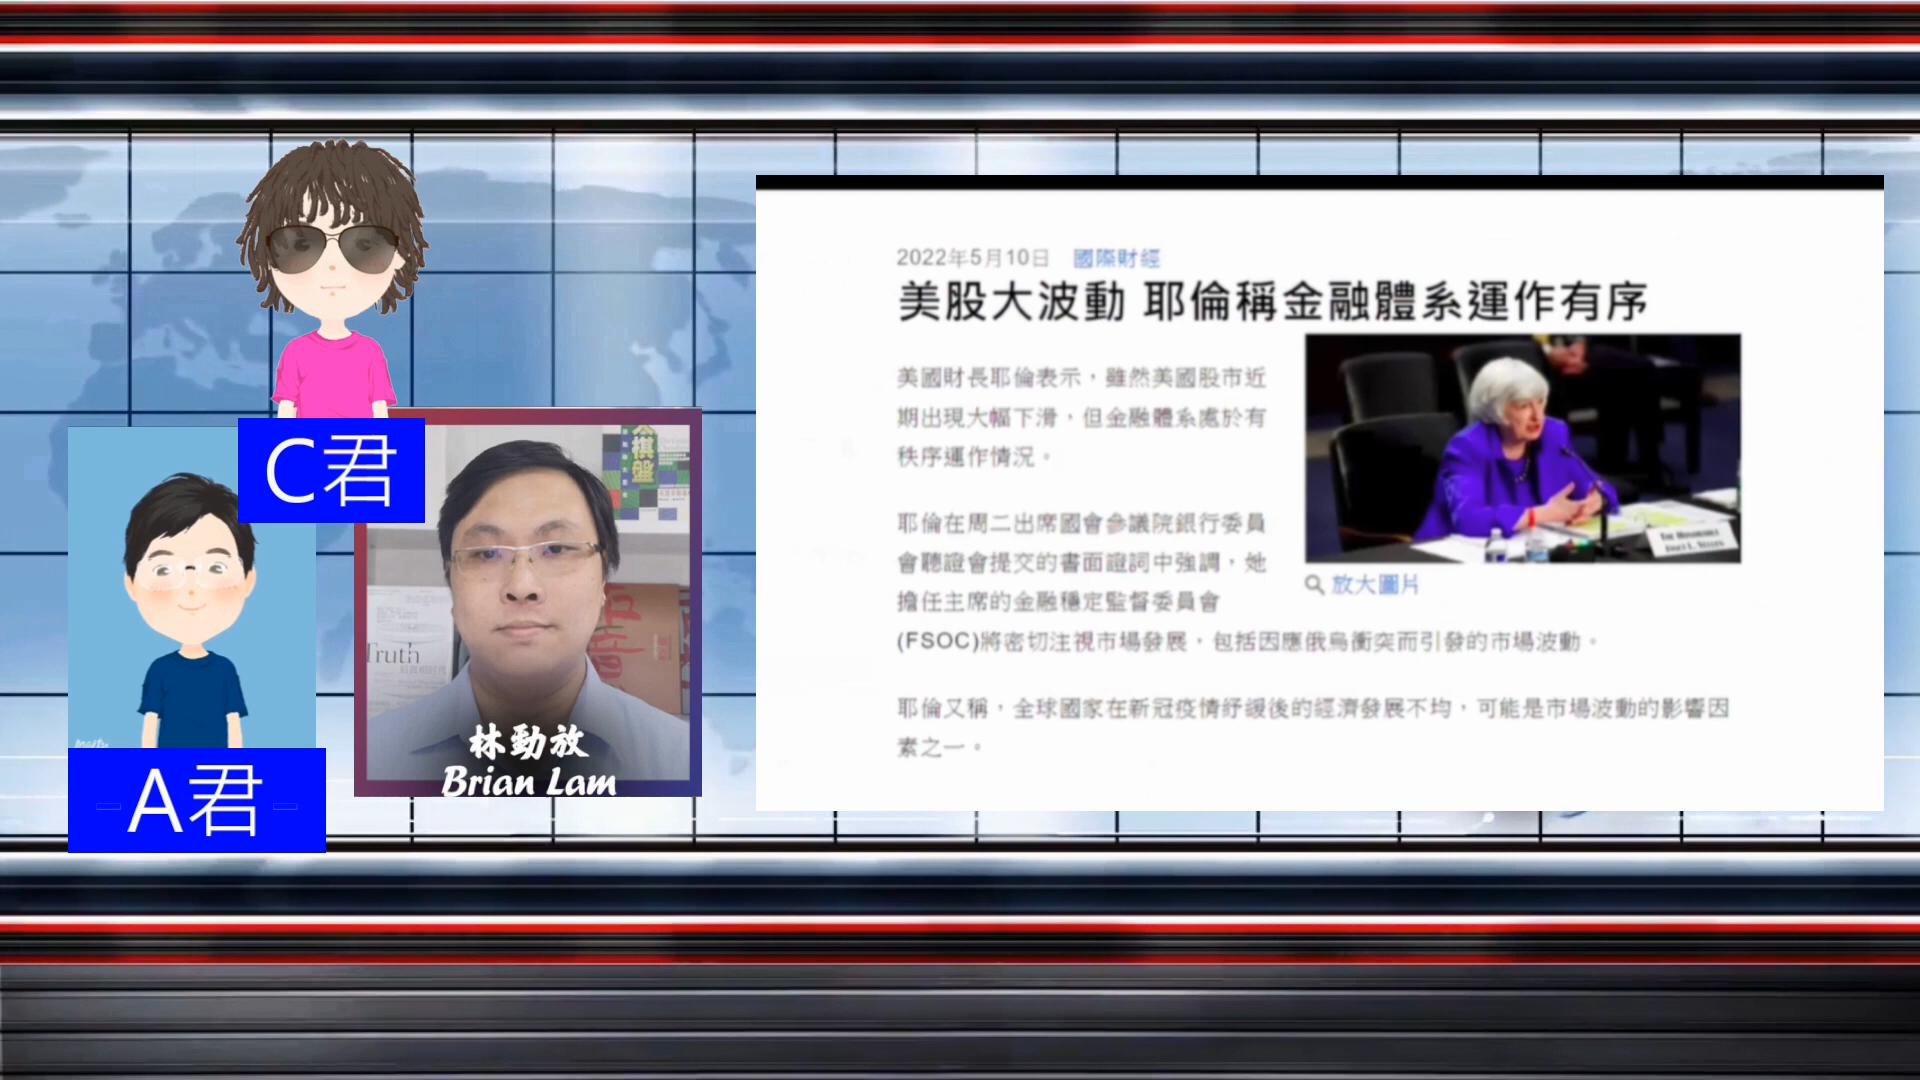 2022年5月10日 國際財經
美股大波動 耶倫稱金融體系運作有序
美國財長耶倫表示，雖然美國股市近
期出現大幅下滑，但金融體系處於有
秩序運作情況。
耶倫在周二出席國會參議院銀行委員
會聽證會提交的書面證詞中強調，她
擔任主席的金融穩定監督委員會
(FSOC)將密切注視市場發展，包括因應俄烏衝突而引發的市場波動。
耶倫又稱，全球國家在新冠疫情紓緩後的經濟發展不均，可能是市場波動的影響因
素之一。
放大圖片
C君
-A君-
棋盤
Truth
林勁放
Brian Lam